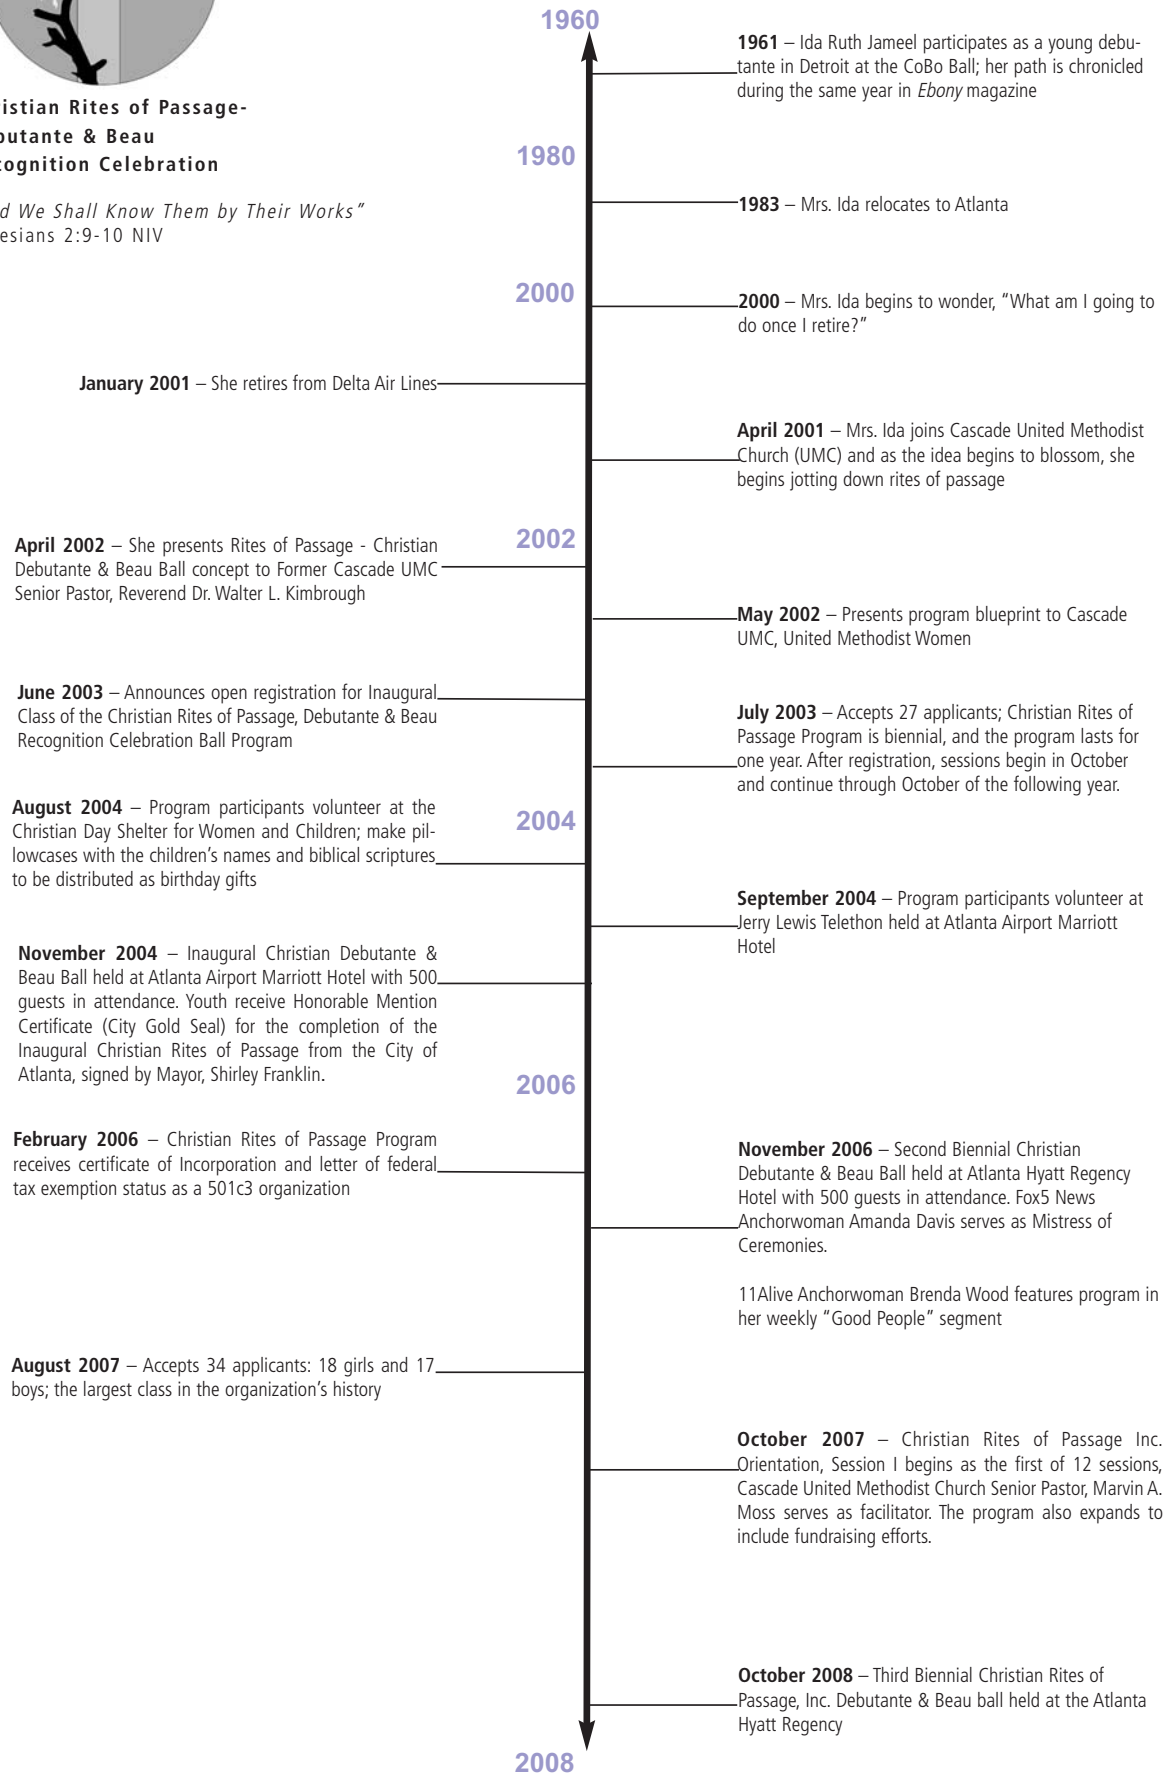 1960
1961 – Ida Ruth Jameel participates as a young debu-
tante in Detroit at the CoBo Ball; her path is chronicled
during the same year in Ebony magazine
Rites of Passage-
& Beau
Celebration
We Shall Know Them by Their Works"
2:9-10 NIV
1980
1983 – Mrs. Ida relocates to Atlanta
2000
2000 – Mrs. Ida begins to wonder, "What am I going to
do once I retire?"
January 2001 – She retires from Delta Air Lines
April 2001 – Mrs. Ida joins Cascade United Methodist
Church (UMC) and as the idea begins to blossom, she
begins jotting down rites of passage
2002
April 2002 – She presents Rites of Passage - Christian
Debutante & Beau Ball concept to Former Cascade UMC
Senior Pastor, Reverend Dr. Walter L. Kimbrough
May 2002 – Presents program blueprint to Cascade
UMC, United Methodist Women
June 2003 – Announces open registration for Inaugural
Class of the Christian Rites of Passage, Debutante & Beau
Recognition Celebration Ball Program
July 2003 – Accepts 27 applicants; Christian Rites of
Passage Program is biennial, and the program lasts for
one year. After registration, sessions begin in October
and continue through October of the following year.
2004
August 2004 – Program participants volunteer at the
Christian Day Shelter for Women and Children; make pil-
lowcases with the children's names and biblical scriptures
to be distributed as birthday gifts
September 2004 – Program participants volunteer at
Jerry Lewis Telethon held at Atlanta Airport Marriott
Hotel
November 2004 – Inaugural Christian Debutante &
Beau Ball held at Atlanta Airport Marriott Hotel with 500
guests in attendance. Youth receive Honorable Mention
Certificate (City Gold Seal) for the completion of the
Inaugural Christian Rites of Passage from the City of
Atlanta, signed by Mayor, Shirley Franklin.
2006
February 2006 – Christian Rites of Passage Program
receives certificate of Incorporation and letter of federal
tax exemption status as a 501c3 organization
November 2006 – Second Biennial Christian
Debutante & Beau Ball held at Atlanta Hyatt Regency
Hotel with 500 guests in attendance. Fox5 News
Anchorwoman Amanda Davis serves as Mistress of
Ceremonies.
11Alive Anchorwoman Brenda Wood features program in
her weekly "Good People" segment
August 2007 – Accepts 34 applicants: 18 girls and 17
boys; the largest class in the organization's history
October 2007 – Christian Rites of Passage Inc.
Orientation, Session I begins as the first of 12 sessions,
Cascade United Methodist Church Senior Pastor, Marvin A.
Moss serves as facilitator. The program also expands to
include fundraising efforts.
October 2008 – Third Biennial Christian Rites of
Passage, Inc. Debutante & Beau ball held at the Atlanta
Hyatt Regency
2008